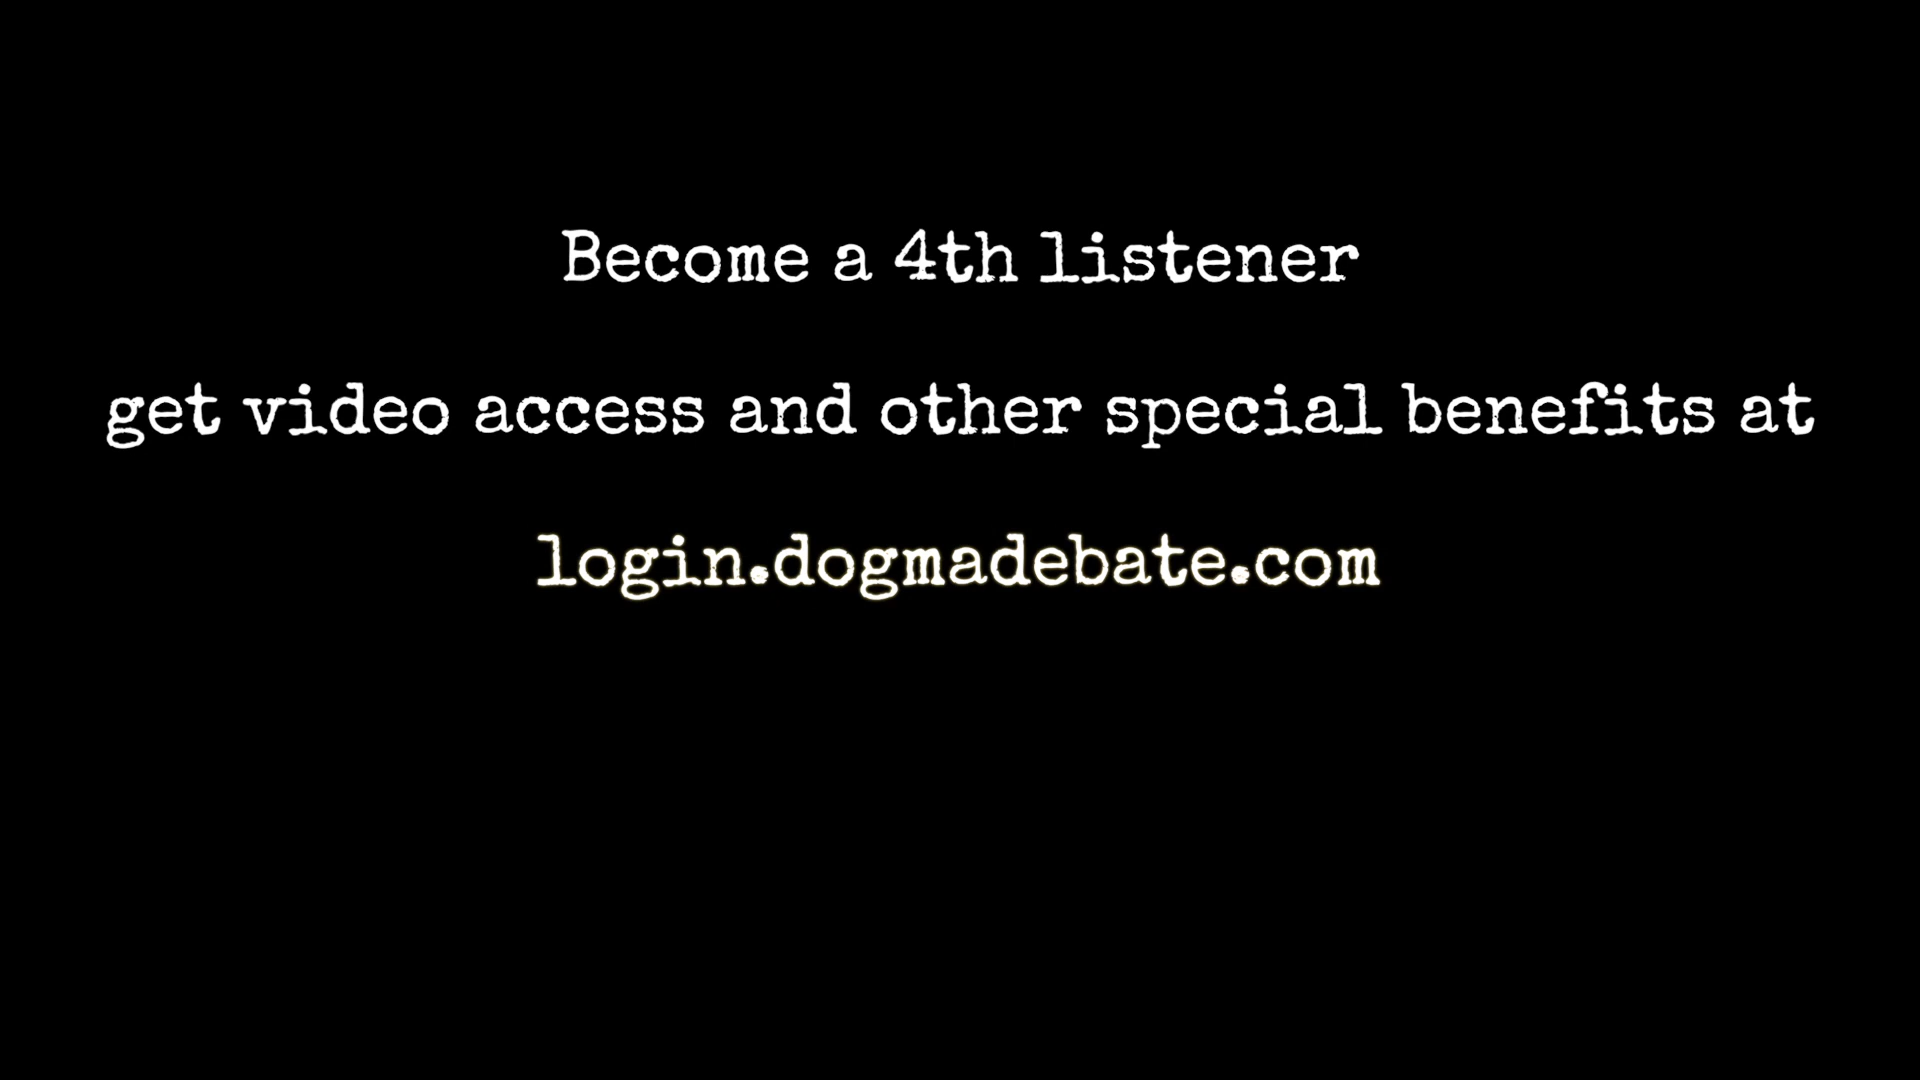 Become a 4th listener
get video access and other special benefits at
login.dogmadebate.com